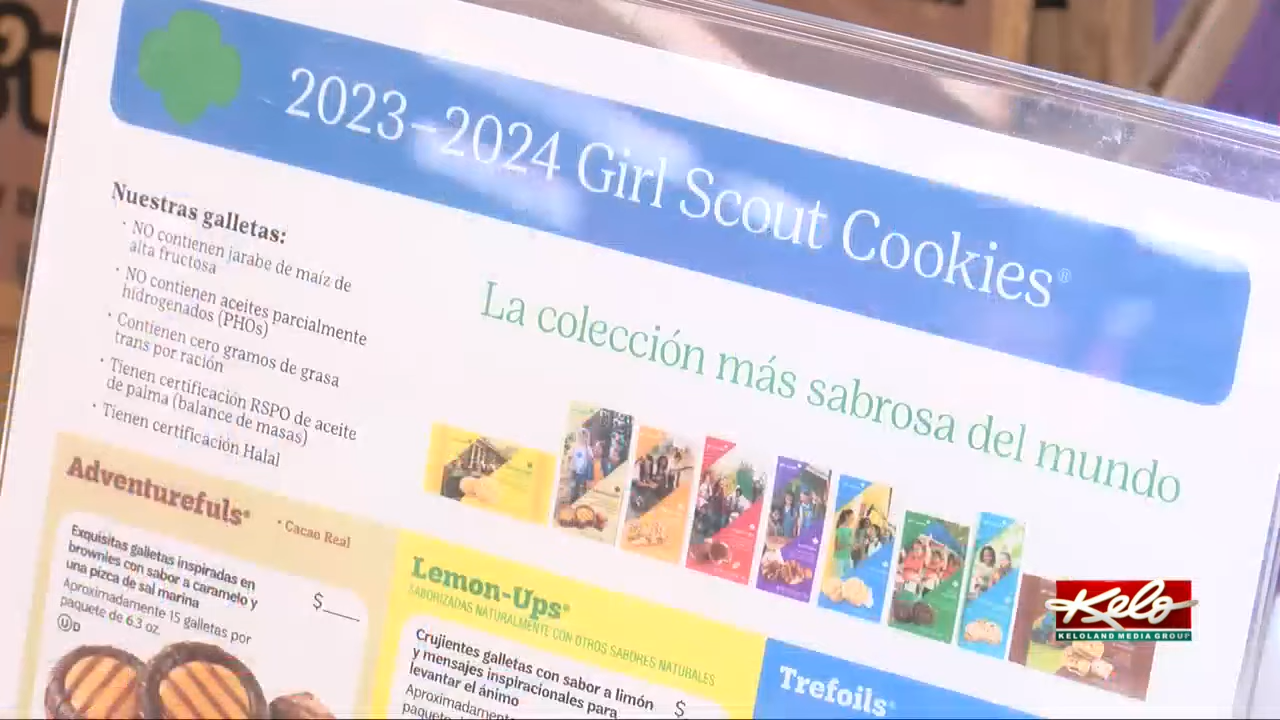 2023-2024 Girl Scout Cookies®
Nuestras galletas:
· NO contienen jarabe de maíz de
alta fructosa
· NO contienen aceites parcialmente
hidrogenados (PHOs)
· Contienen cero gramos de grasa
trans por ración
· Tienen certificación RSPO de aceite
de palma (balance de masas)
· Tienen certificación Halal
La colección más sabrosa del mundo
Adventurefuls®
· Cacao Real
Exquisitas galletas inspiradas en
brownies con sabor a caramelo y
una pizca de sal marina
Aproximadamente 15 galletas por
paquete de 6.3 oz.
$___
Ⓤ D
Lemon-Ups®
SABORIZADAS NATURALMENTE CON OTROS SABORES NATURALES
Crujientes galletas con sabor a limón
y mensajes inspiracionales para
levantar el ánimo
$
Trefoils®
Kelo
KELOLAND MEDIA GROUP